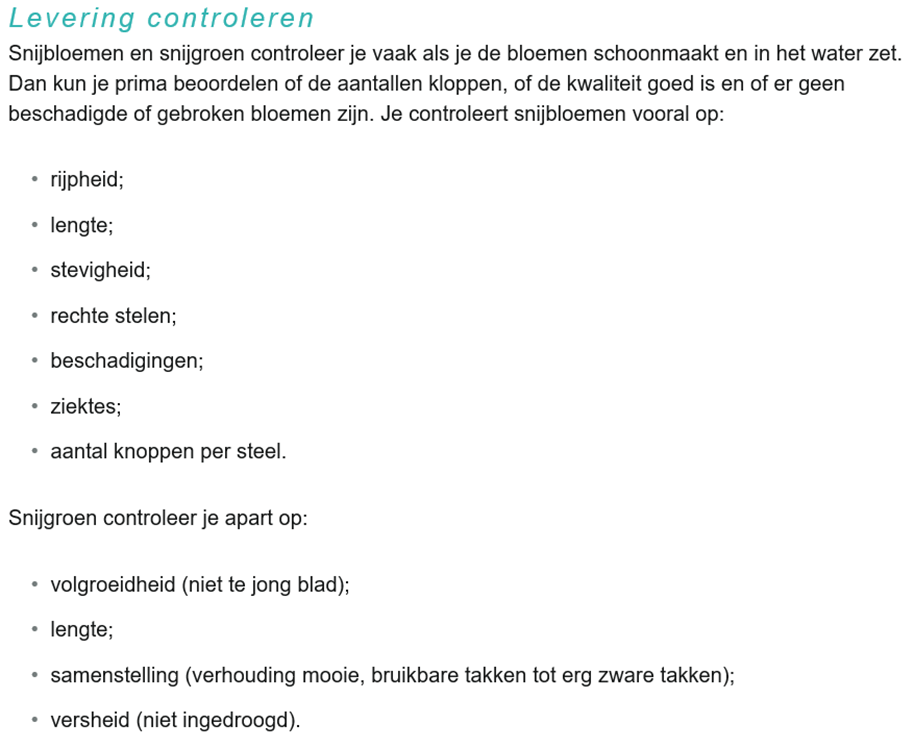 Levering controleren
Snijbloemen en snijgroen controleer je vaak als je de bloemen schoonmaakt en in het water zet.
Dan kun je prima beoordelen of de aantallen kloppen, of de kwaliteit goed is en of er geen
beschadigde of gebroken bloemen zijn. Je controleert snijbloemen vooral op:
• rijpheid;
• lengte;
• stevigheid;
• rechte stelen;
• beschadigingen;
• ziektes;
• aantal knoppen per steel.
Snijgroen controleer je apart op:
• volgroeidheid (niet te jong blad);
• lengte;
• samenstelling (verhouding mooie, bruikbare takken tot erg zware takken);
• versheid (niet ingedroogd).